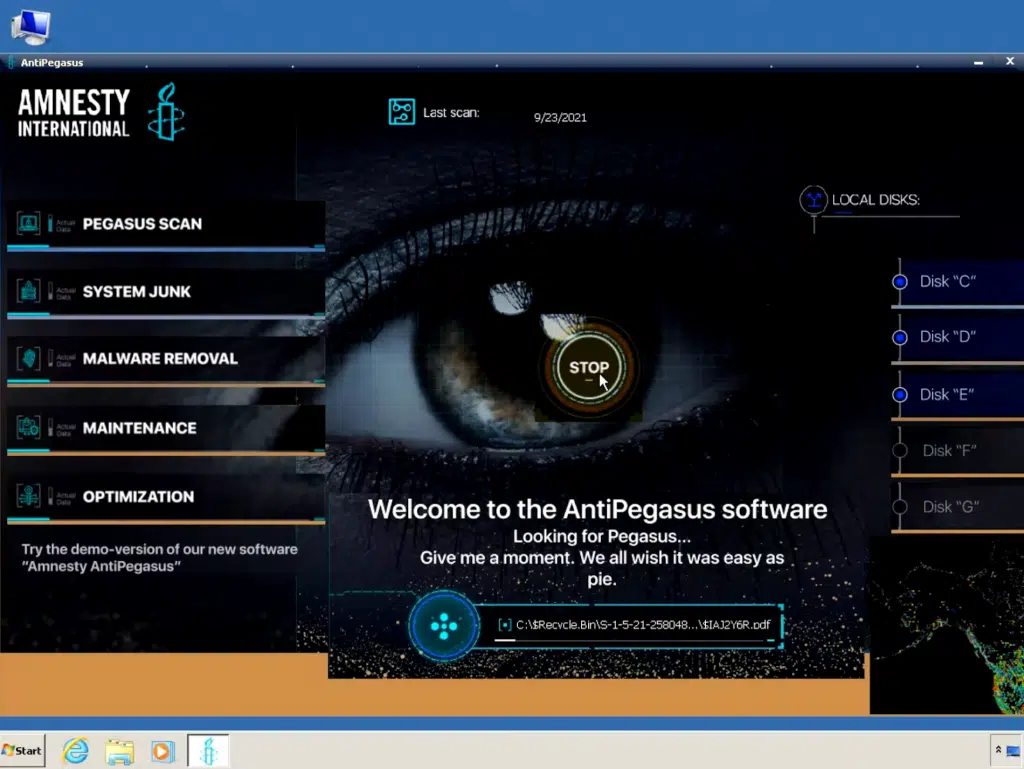 AntiPegasus
AMNESTY
INTERNATIONAL
Last scan:
9/23/2021
LOCAL DISKS:
Actual
Data
PEGASUS SCAN
Actual
Data
SYSTEM JUNK
Actual
Data
MALWARE REMOVAL
Actual
Data
MAINTENANCE
Actual
Data
OPTIMIZATION
Try the demo-version of our new software
"Amnesty AntiPegasus"
STOP
Disk "C"
Disk "D"
Disk "E"
Disk "F"
Disk "G"
Welcome to the AntiPegasus software
Looking for Pegasus...
Give me a moment. We all wish it was easy as
pie.
C:\$Recycle.Bin\S-1-5-21-258048...\$IAJ2Y6R.pdf
Start